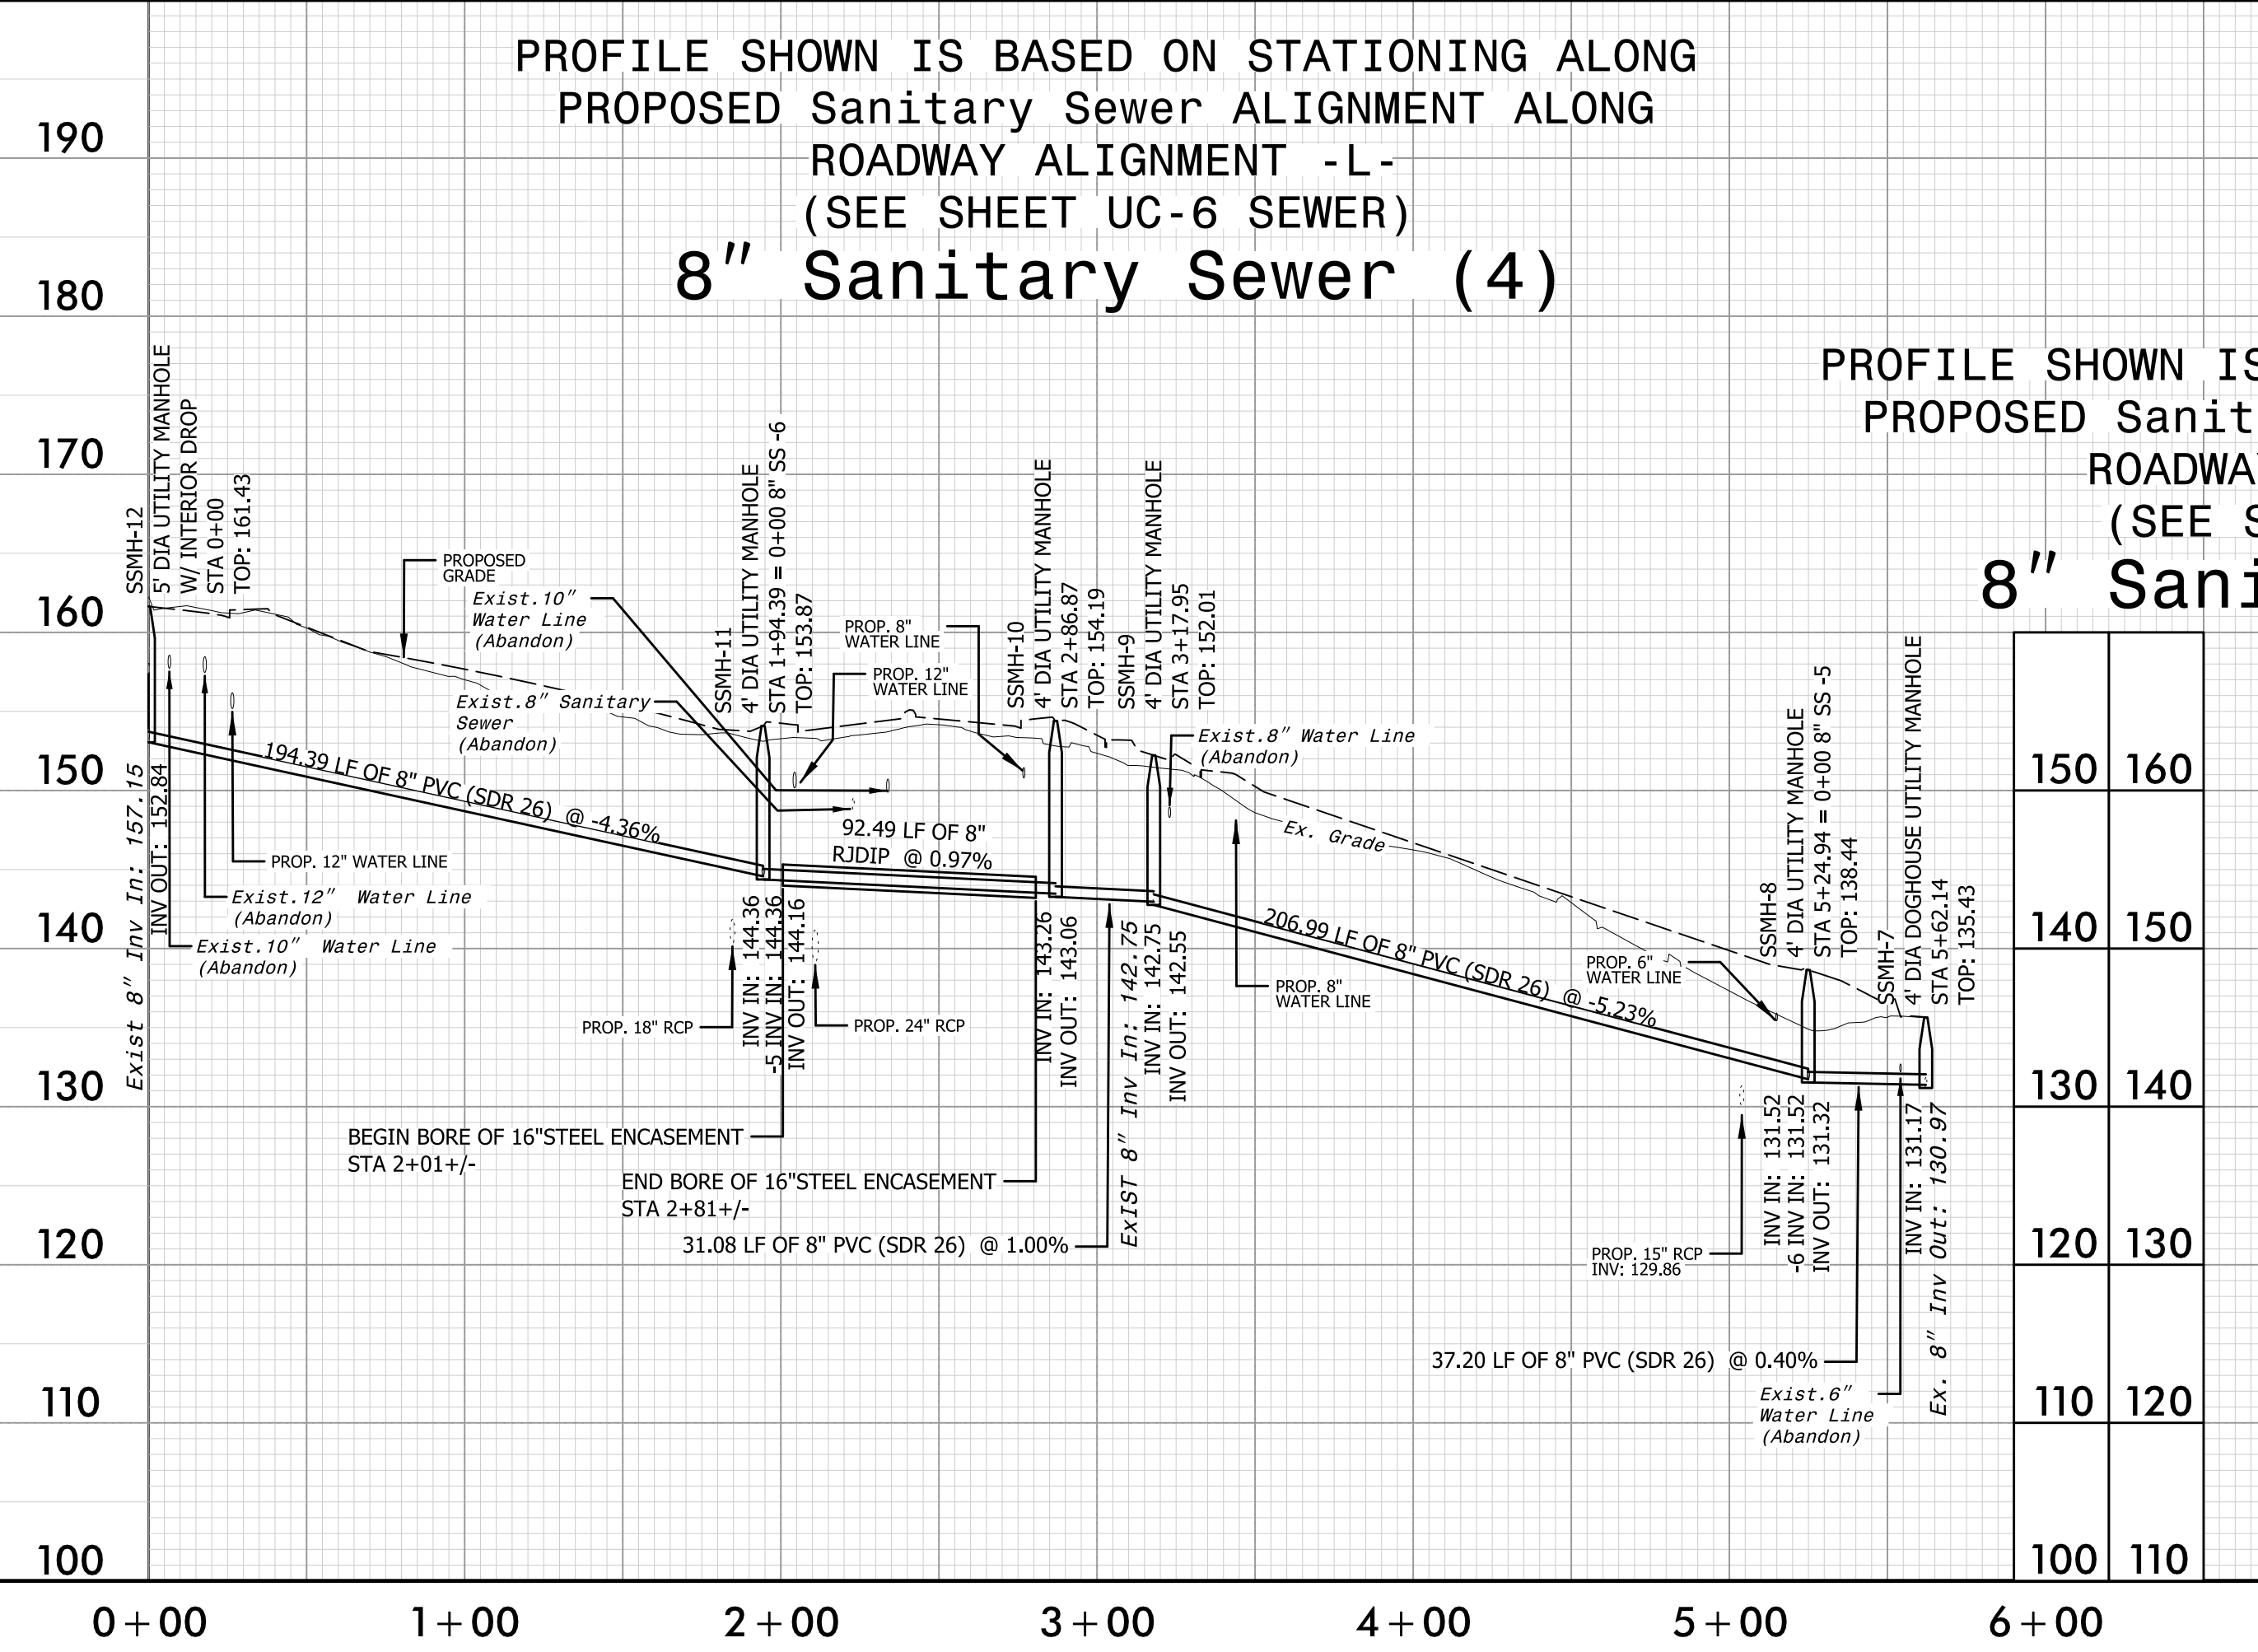 PROFILE SHOWN IS BASED ON STATIONING ALONG
PROPOSED Sanitary Sewer ALIGNMENT ALONG
ROADWAY ALIGNMENT -L-
(SEE SHEET UC-6 SEWER)
8" Sanitary Sewer (4)
PROFILE SHOWN IS
PROPOSED Sanit
ROADWA
(SEE S
8" Sani
190
180
170
160
150
140
130
120
110
100
SSMH-12
5' DIA UTILITY MANHOLE
W/ INTERIOR DROP
STA 0+00
TOP: 161.43
PROPOSED
GRADE
Exist.10"
Water Line
(Abandon)
Exist.8" Sanitary
Sewer
(Abandon)
SSMH-11
4' DIA UTILITY MANHOLE
STA 1+94.39 = 0+00 8" SS -6
TOP: 153.87
PROP. 8"
WATER LINE
PROP. 12"
WATER LINE
SSMH-10
4' DIA UTILITY MANHOLE
STA 2+86.87
TOP: 154.19
SSMH-9
4' DIA UTILITY MANHOLE
STA 3+17.95
TOP: 152.01
Exist.8" Water Line
(Abandon)
Ex. Grade
194.39 LF OF 8" PVC (SDR 26) @ -4.36%
92.49 LF OF 8"
RJDIP @ 0.97%
206.99 LF OF 8" PVC (SDR 26) @ -5.23%
Exist 8" Inv In: 157.15
INV OUT: 152.84
PROP. 12" WATER LINE
Exist.12" Water Line
(Abandon)
Exist.10" Water Line
(Abandon)
PROP. 18" RCP
INV IN: 144.36
-5 INV IN: 144.36
INV OUT: 144.16
PROP. 24" RCP
INV IN: 143.26
INV OUT: 143.06
ExIST 8" Inv In: 142.75
INV IN: 142.75
INV OUT: 142.55
PROP. 8"
WATER LINE
PROP. 6"
WATER LINE
SSMH-8
4' DIA UTILITY MANHOLE
STA 5+24.94 = 0+00 8" SS -5
TOP: 138.44
SSMH-7
4' DIA DOGHOUSE UTILITY MANHOLE
STA 5+62.14
TOP: 135.43
BEGIN BORE OF 16"STEEL ENCASEMENT
STA 2+01+/-
END BORE OF 16"STEEL ENCASEMENT
STA 2+81+/-
31.08 LF OF 8" PVC (SDR 26) @ 1.00%
PROP. 15" RCP
INV: 129.86
INV IN: 131.52
-6 INV IN: 131.52
INV OUT: 131.32
INV IN: 131.17
Ex. 8" Inv Out: 130.97
37.20 LF OF 8" PVC (SDR 26) @ 0.40%
Exist.6"
Water Line
(Abandon)
150 160
140 150
130 140
120 130
110 120
100 110
0+00 1+00 2+00 3+00 4+00 5+00 6+00